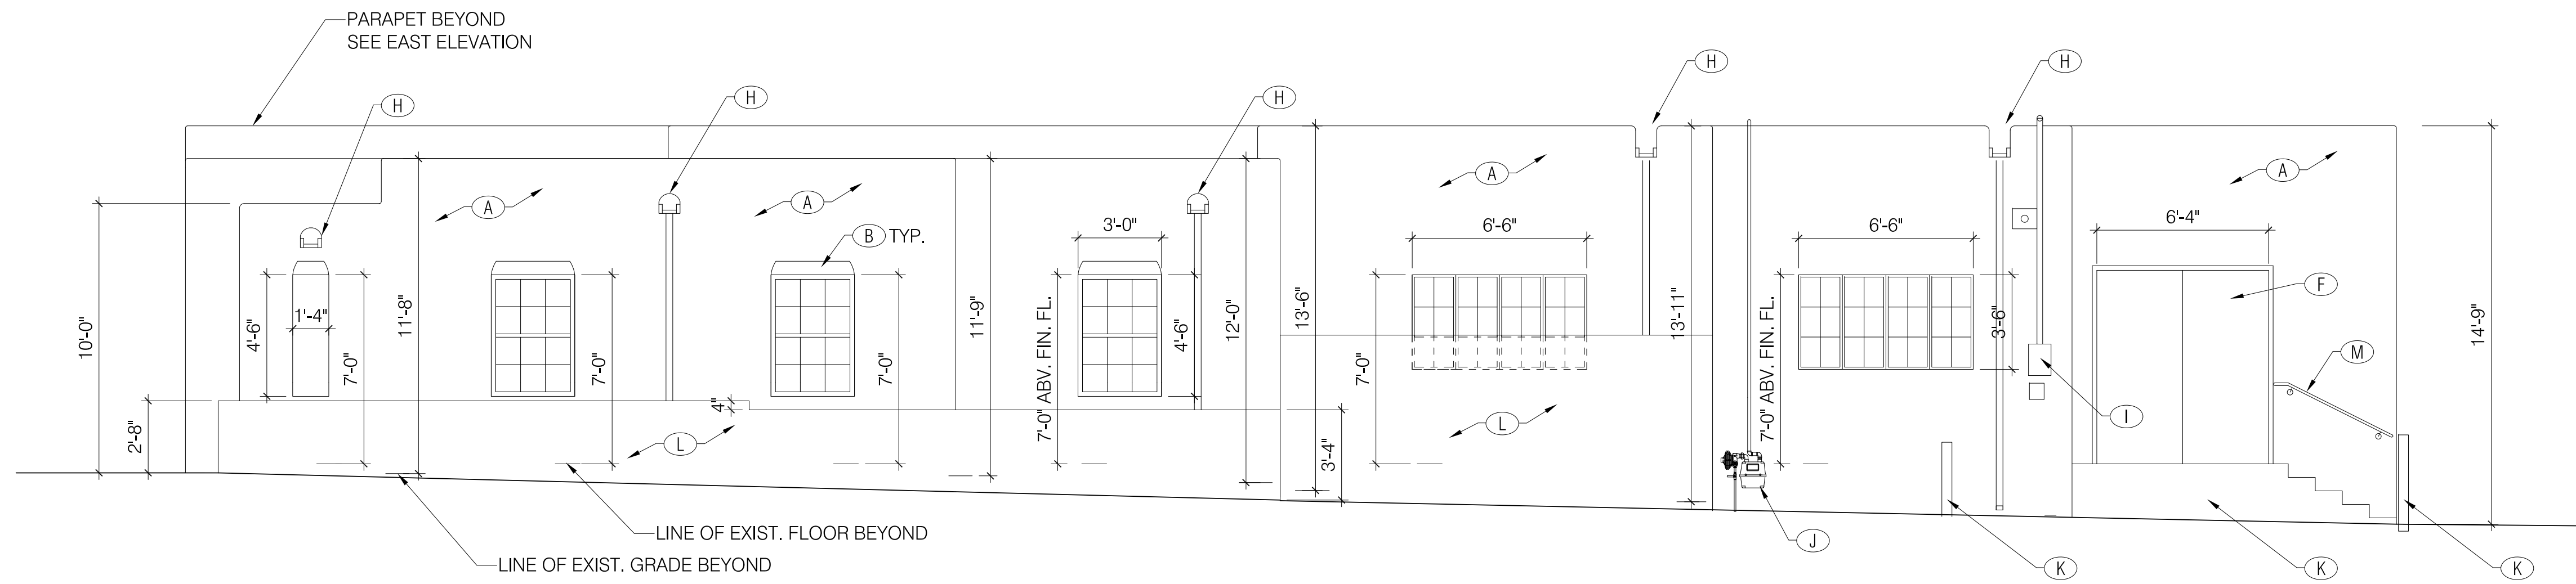 PARAPET BEYOND
SEE EAST ELEVATION
H
H
H
H
H
A
A
A
A
B TYP.
3'-0"
6'-6"
6'-6"
6'-4"
F
M
I
10'-0"
2'-8"
4'-6"
1'-4"
7'-0"
11'-8"
7'-0"
4"
7'-0"
11'-9"
7'-0" ABV. FIN. FL.
4'-6"
12'-0"
13'-6"
3'-4"
7'-0"
13'-11"
7'-0" ABV. FIN. FL.
3'-6"
14'-9"
L
L
J
K
K
K
LINE OF EXIST. FLOOR BEYOND
LINE OF EXIST. GRADE BEYOND